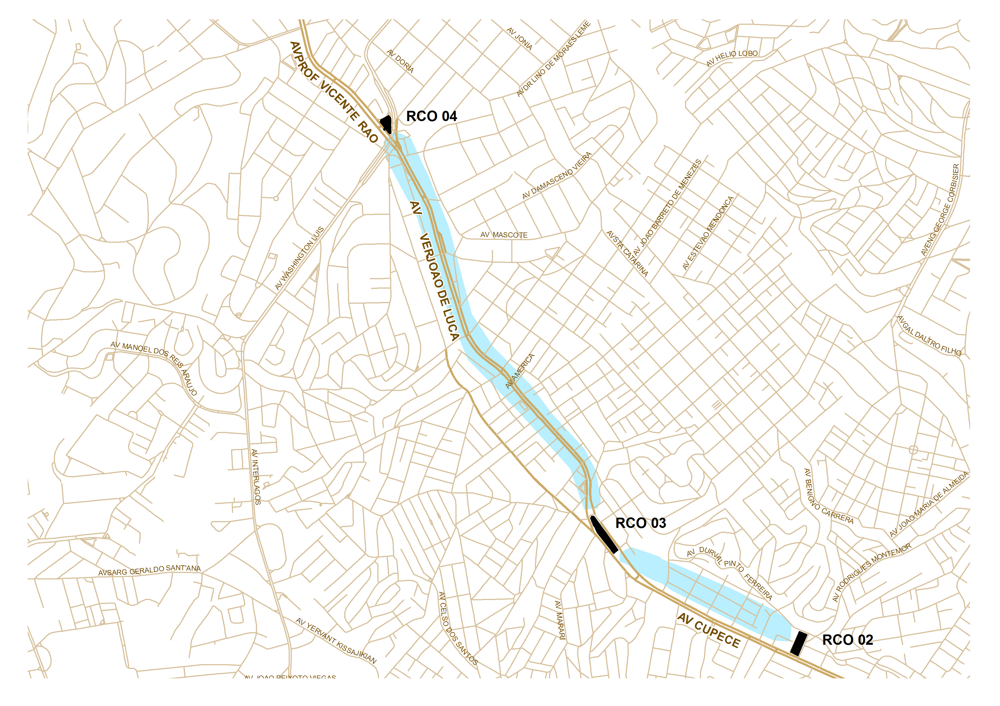 AV JONIA
AVDR LINO DE MORAES LEME
AV DORIA
AV HELIO LOBO
AVPROF VICENTE RAO
RCO 04
AV DAMASCENO VIEIRA
AV JOAO BARRETO DE MENEZES
AVENG GEORGE CORBISIER
AV ESTEVAO MENDONCA
AV VERJOAO DE LUCA
AV MASCOTE
AVSTA CATARINA
AV WASHINGTON LUIS
AVGAL DALTRO FILHO
AV MANOEL DOS REIS ARAUJO
AV AMERICA
AV INTERLAGOS
AV BENIGNO CARRERA
AV JOAO MARIA DE ALMEIDA
RCO 03
AV DURVAL PINTO FERREIRA
AV RODRIGUES MONTEMOR
AVSARG GERALDO SANT'ANA
AV CELSO DOS SANTOS
AV MARARI
AV CUPECE
AV YERVANT KISSAJIKIAN
RCO 02
AV JOAO PEIXOTO VIEGAS